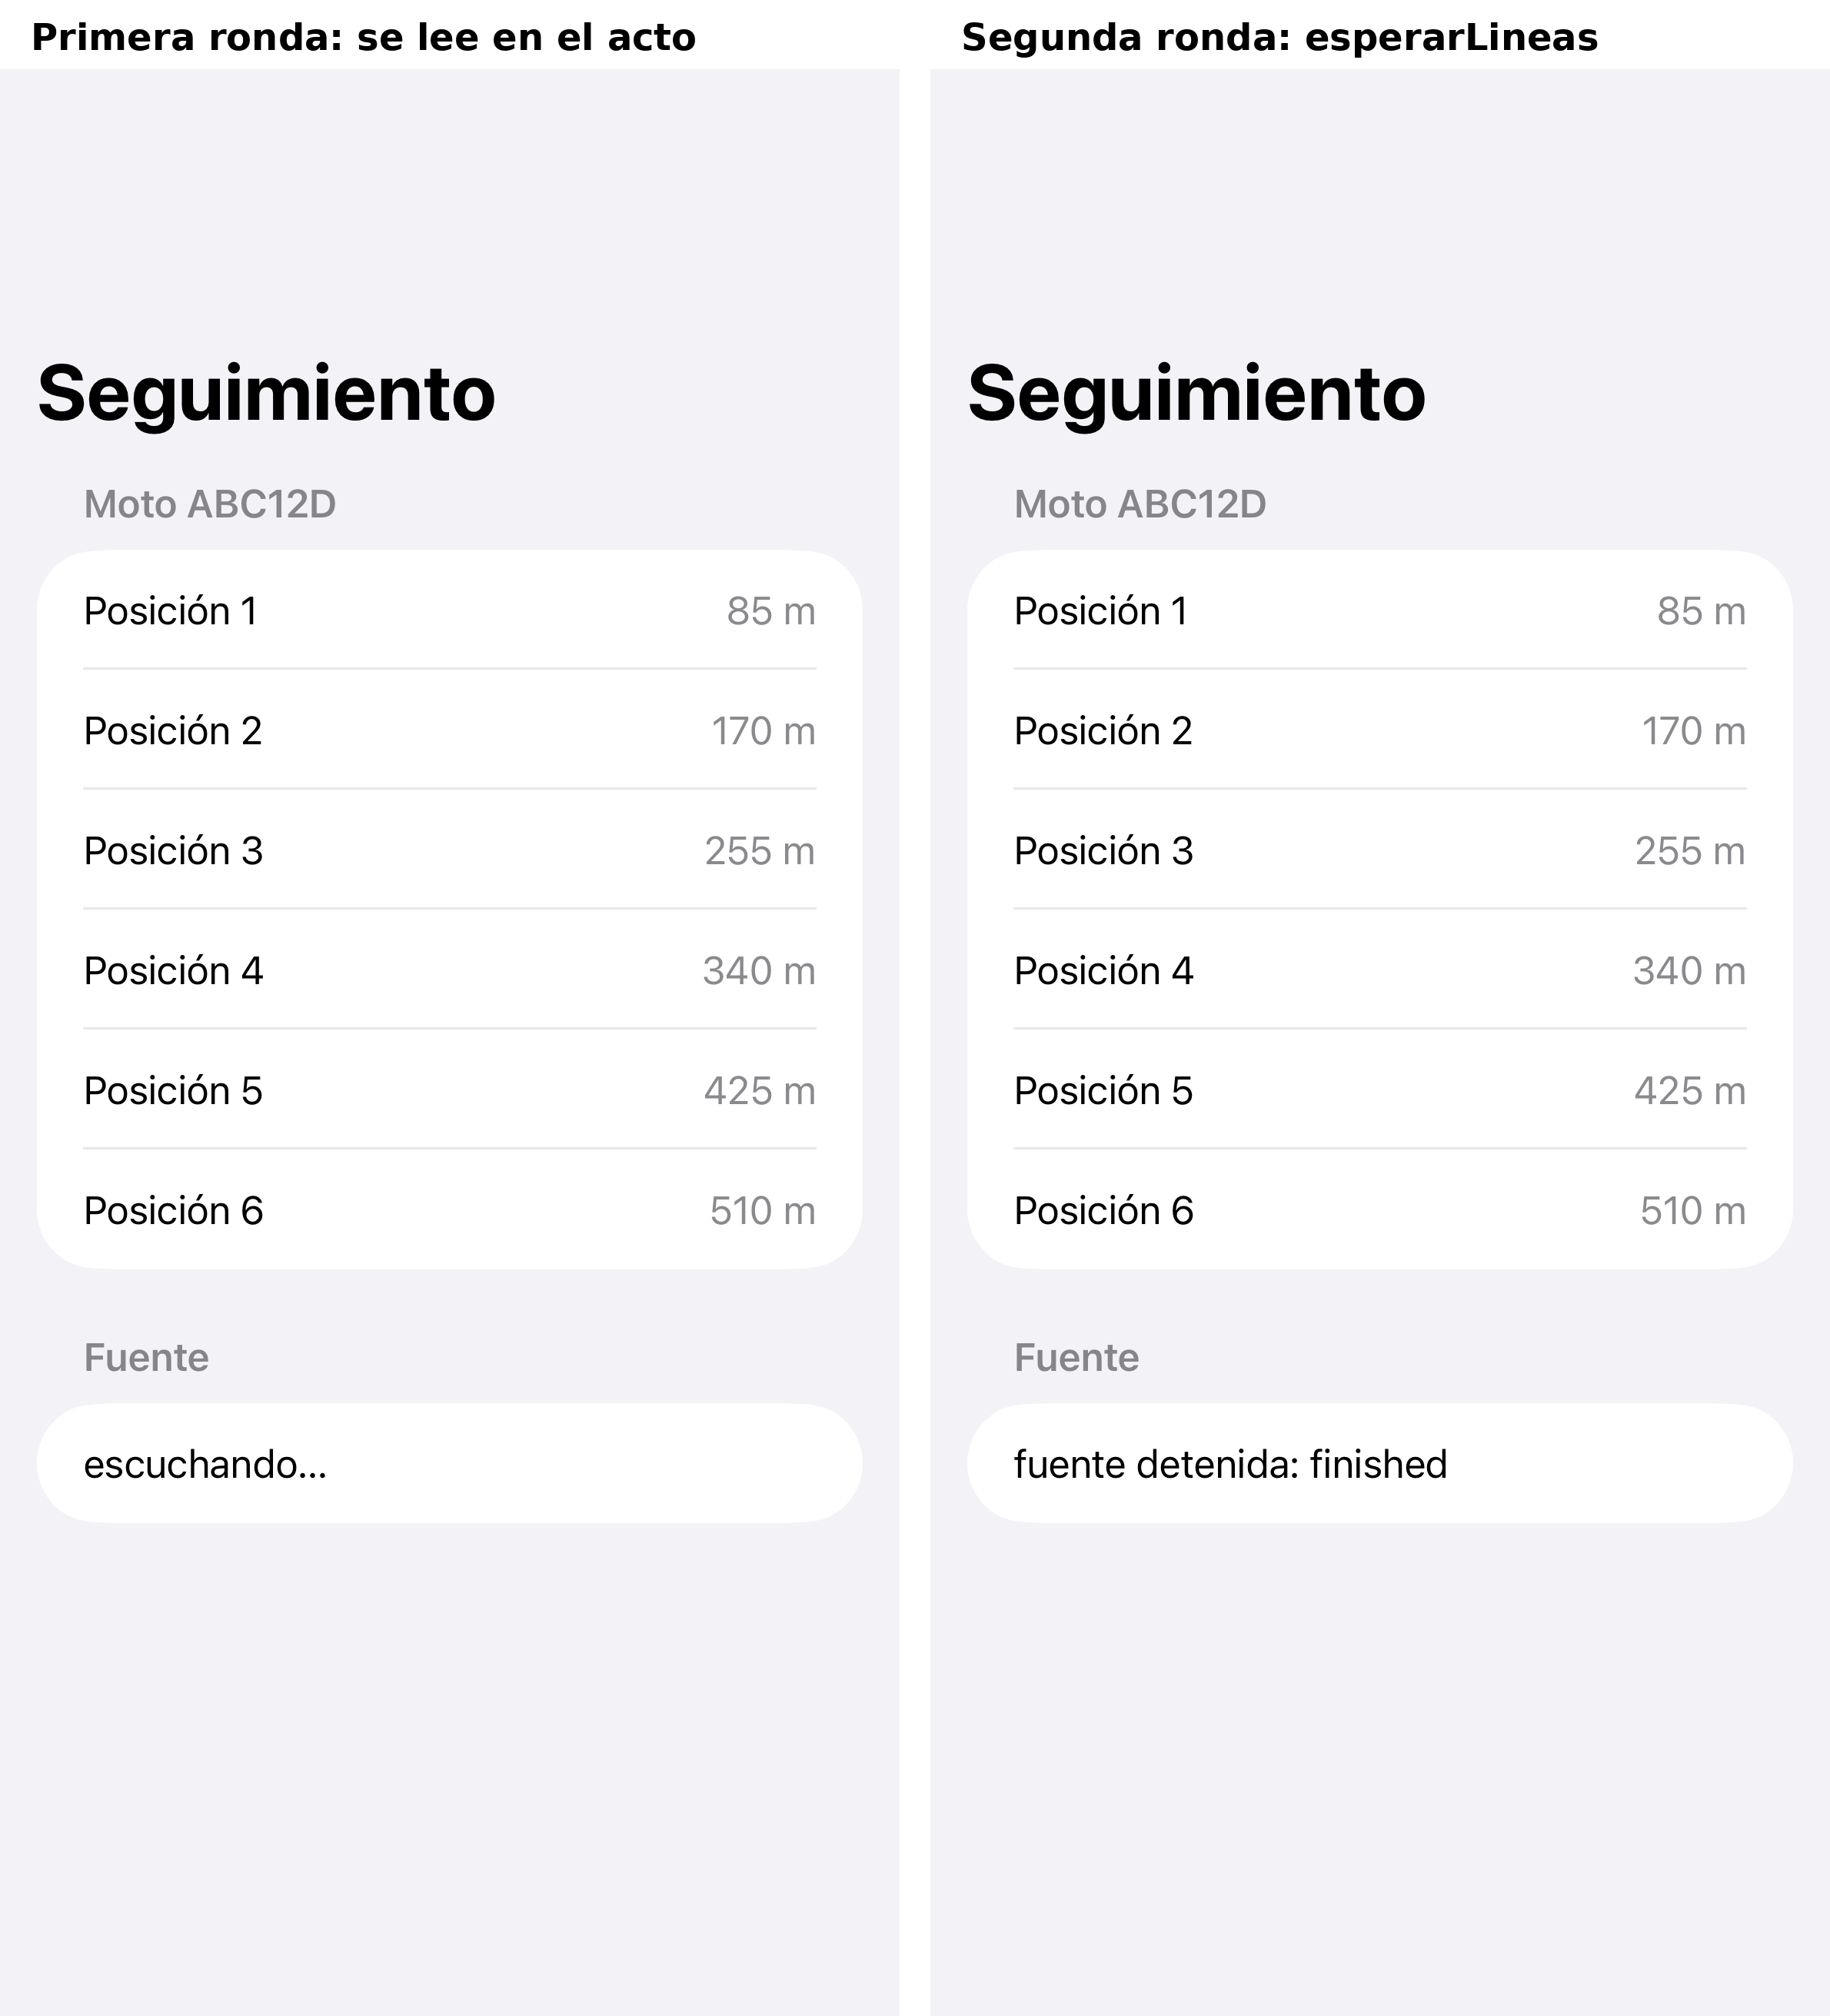 Primera ronda: se lee en el acto
Seguimiento
Moto ABC12D
Posición 1 85 m
Posición 2 170 m
Posición 3 255 m
Posición 4 340 m
Posición 5 425 m
Posición 6 510 m
Fuente
escuchando...
Segunda ronda: esperarLineas
Seguimiento
Moto ABC12D
Posición 1 85 m
Posición 2 170 m
Posición 3 255 m
Posición 4 340 m
Posición 5 425 m
Posición 6 510 m
Fuente
fuente detenida: finished